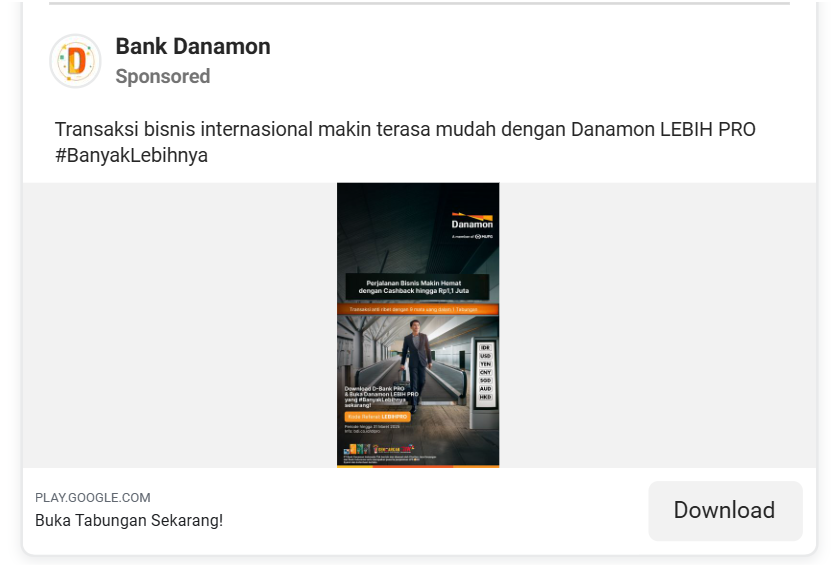 Bank Danamon
Sponsored
Transaksi bisnis internasional makin terasa mudah dengan Danamon LEBIH PRO
#BanyakLebihnya
Danamon
A member of MUFG
Perjalanan Bisnis Makin Hemat
dengan Cashback hingga Rp1,1 Juta
Transaksi anti ribet dengan 9 mata uang dalam 1 Tabungan
IDR
USD
YEN
CNY
SGD
AUD
HKD
Download D-Bank PRO
& Buka Danamon LEBIH PRO
yang #BanyakLebihnya
sekarang!
Kode Referral LEBIHPRO
PLAY.GOOGLE.COM
Buka Tabungan Sekarang!
Download